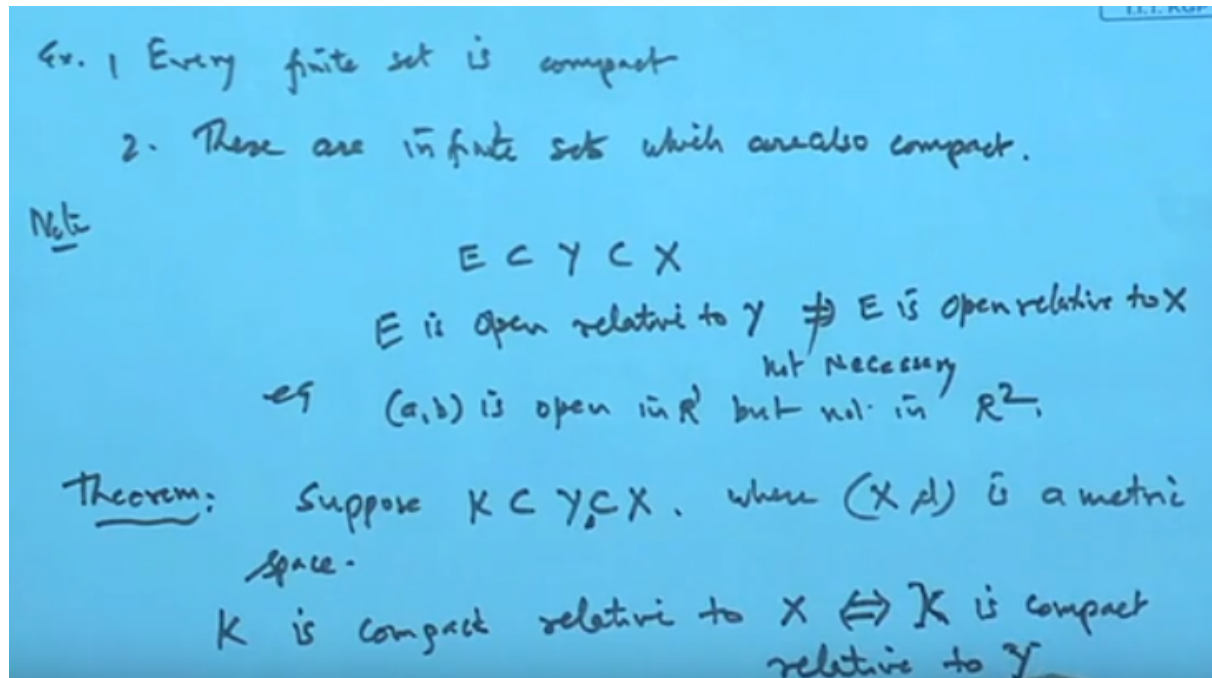 Ex. 1 Every finite set is compact
2. There are infinite sets which are also compact.
Note
E ⊂ Y ⊂ X
E is open relative to Y ⇏ E is open relative to X
not necessary
eg (a,b) is open in R¹ but not in R².
Theorem: Suppose K ⊂ Y ⊂ X. where (X,d) is a metric
space.
K is compact relative to X ⇔ K is compact
relative to Y